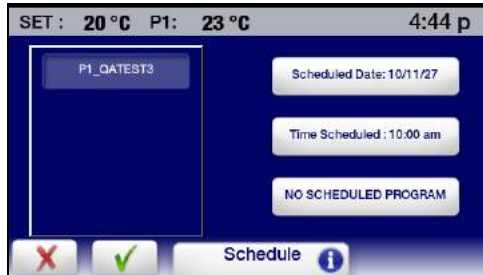 SET : 20 °C P1: 23 °C 4:44 p
P1_QATEST3
Scheduled Date: 10/11/27
Time Scheduled : 10:00 am
NO SCHEDULED PROGRAM
Schedule